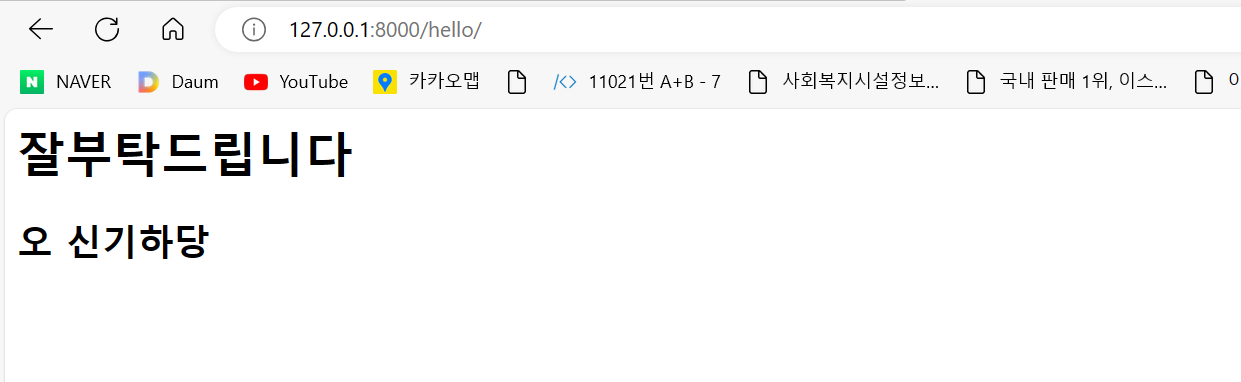 127.0.0.1:8000/hello/
NAVER Daum YouTube 카카오맵 11021번 A+B - 7 사회복지시설정보... 국내 판매 1위, 이스...
잘부탁드립니다
오 신기하당